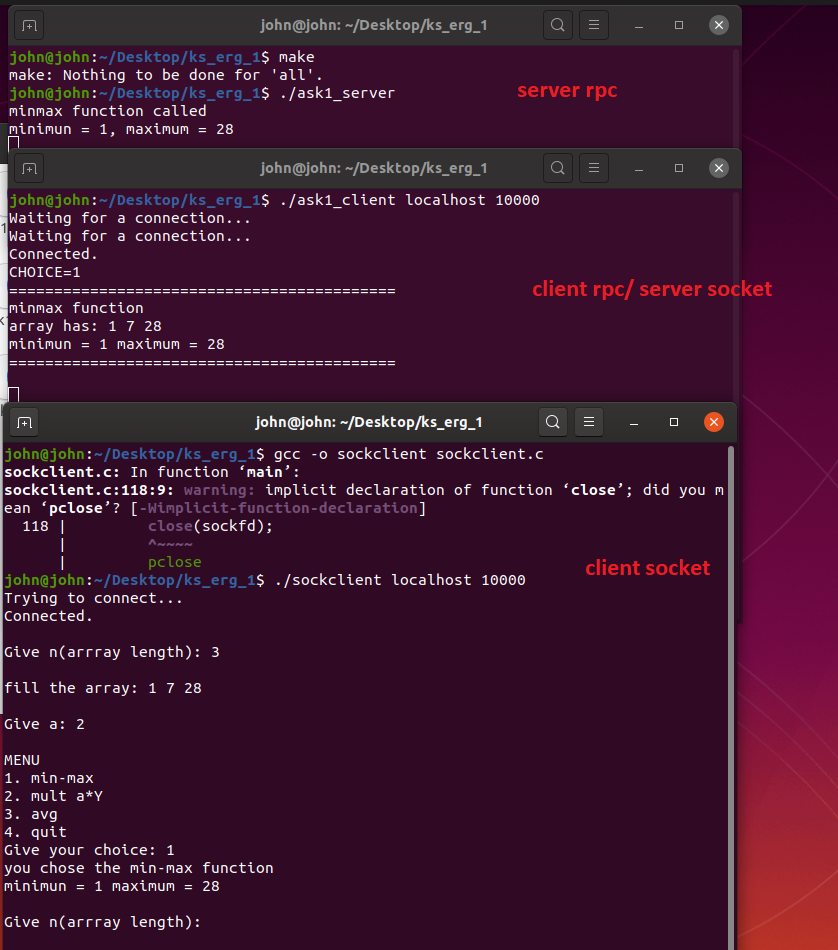 john@john: ~/Desktop/ks_erg_1
john@john:~/Desktop/ks_erg_1$ make
make: Nothing to be done for 'all'.
john@john:~/Desktop/ks_erg_1$ ./ask1_server
server rpc
minmax function called
minimun = 1, maximum = 28
john@john: ~/Desktop/ks_erg_1
john@john:~/Desktop/ks_erg_1$ ./ask1_client localhost 10000
Waiting for a connection...
Waiting for a connection...
Connected.
CHOICE=1
client rpc/ server socket
===========================================
minmax function
array has: 1 7 28
minimun = 1 maximum = 28
===========================================
john@john: ~/Desktop/ks_erg_1
john@john:~/Desktop/ks_erg_1$ gcc -o sockclient sockclient.c
sockclient.c: In function ‘main’:
sockclient.c:118:9: warning: implicit declaration of function ‘close’; did you m
ean ‘pclose’? [-Wimplicit-function-declaration]
118 |         close(sockfd);
|         ^~~~~
|         pclose
client socket
john@john:~/Desktop/ks_erg_1$ ./sockclient localhost 10000
Trying to connect...
Connected.
Give n(arrray length): 3
fill the array: 1 7 28
Give a: 2
MENU
1. min-max
2. mult a*Y
3. avg
4. quit
Give your choice: 1
you chose the min-max function
minimun = 1 maximum = 28
Give n(arrray length):